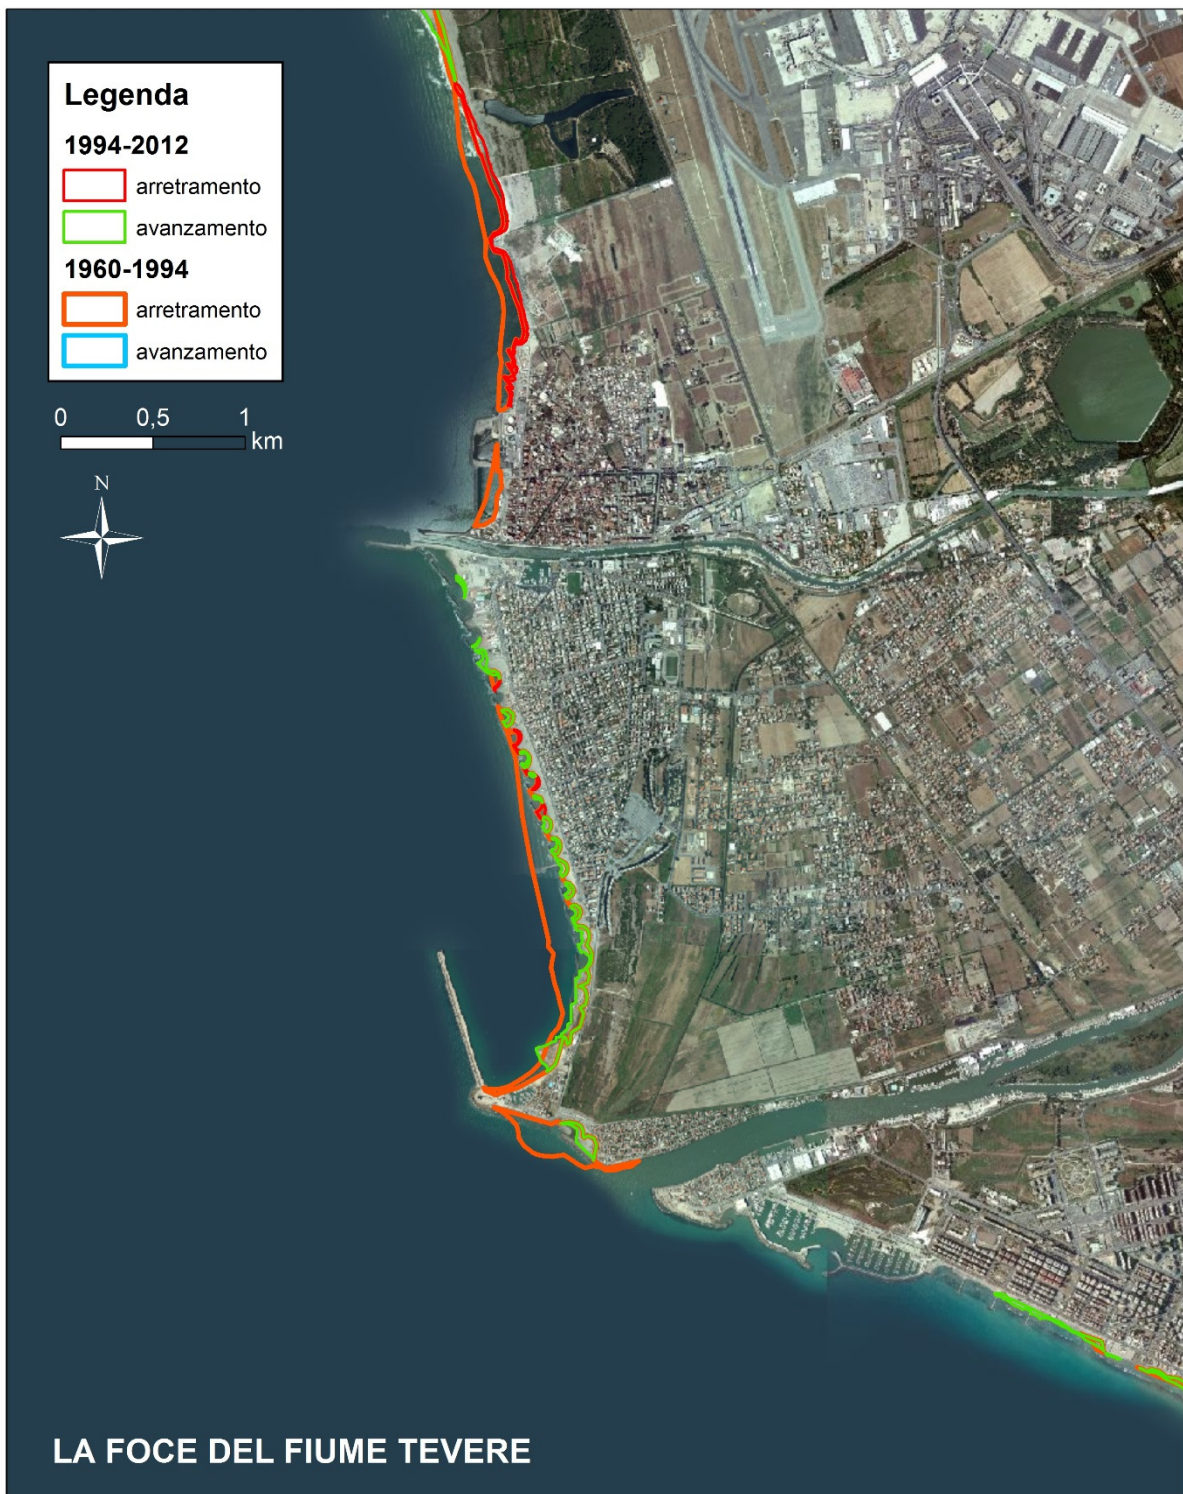 Legenda
1994-2012
arretramento
avanzamento
1960-1994
arretramento
avanzamento
0 0,5 1
km
N
LA FOCE DEL FIUME TEVERE